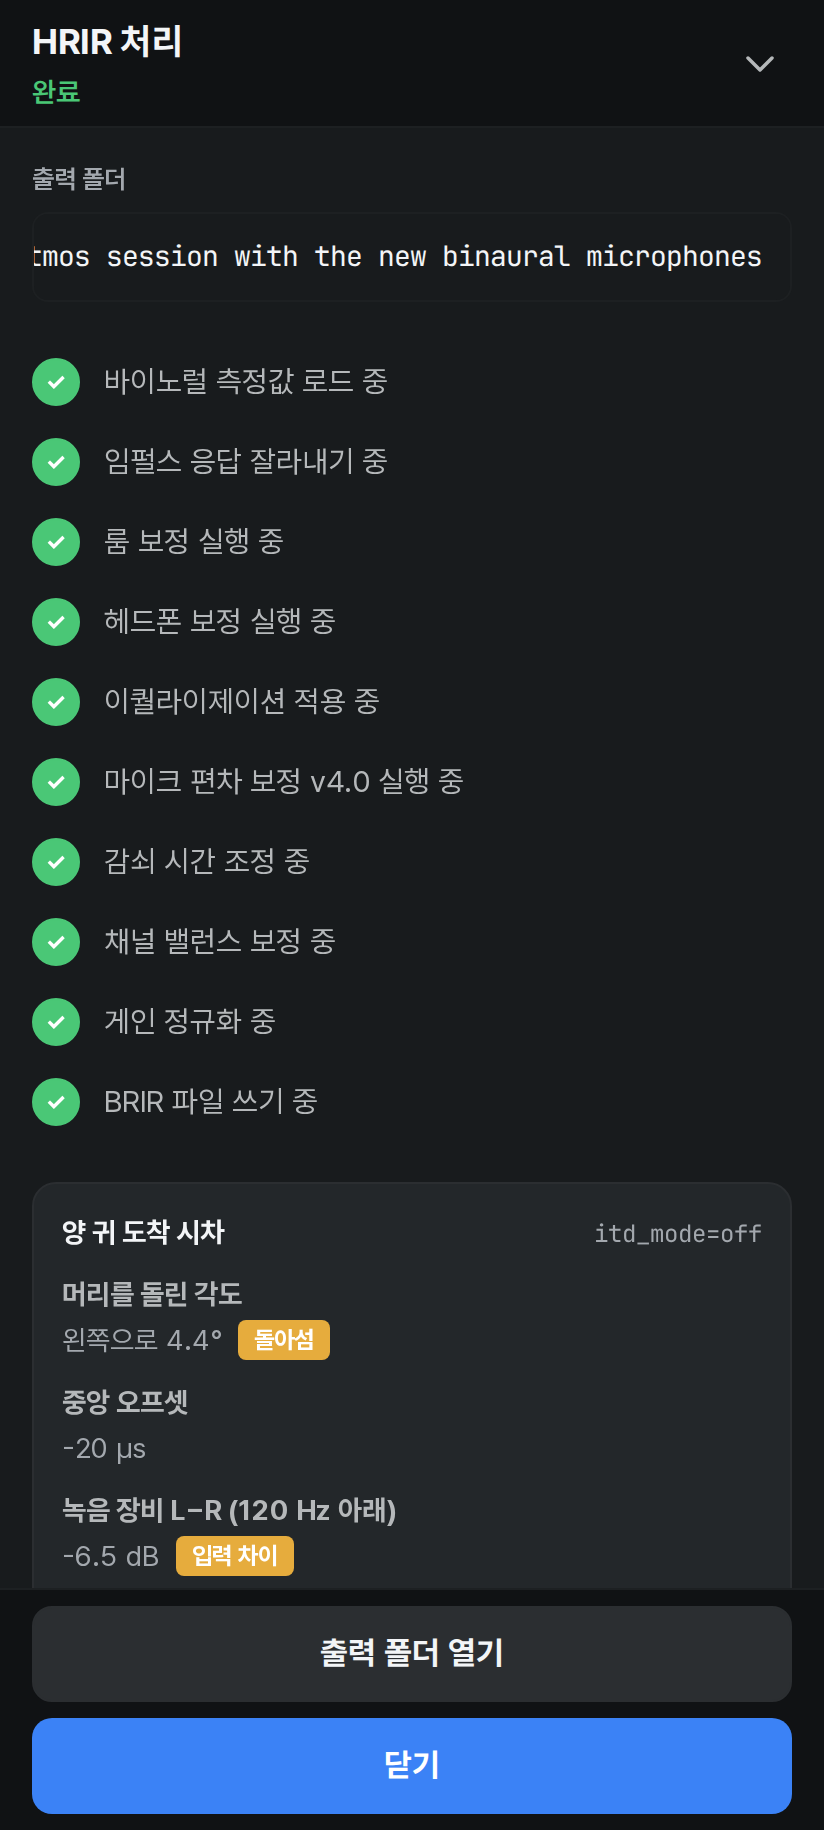 HRIR 처리
완료
출력 폴더
tmos session with the new binaural microphones
바이노럴 측정값 로드 중
임펄스 응답 잘라내기 중
룸 보정 실행 중
헤드폰 보정 실행 중
이퀄라이제이션 적용 중
마이크 편차 보정 v4.0 실행 중
감쇠 시간 조정 중
채널 밸런스 보정 중
게인 정규화 중
BRIR 파일 쓰기 중
양 귀 도착 시차 itd_mode=off
머리를 돌린 각도
왼쪽으로 4.4° 돌아섬
중앙 오프셋
-20 µs
녹음 장비 L−R (120 Hz 아래)
-6.5 dB 입력 차이
출력 폴더 열기
닫기